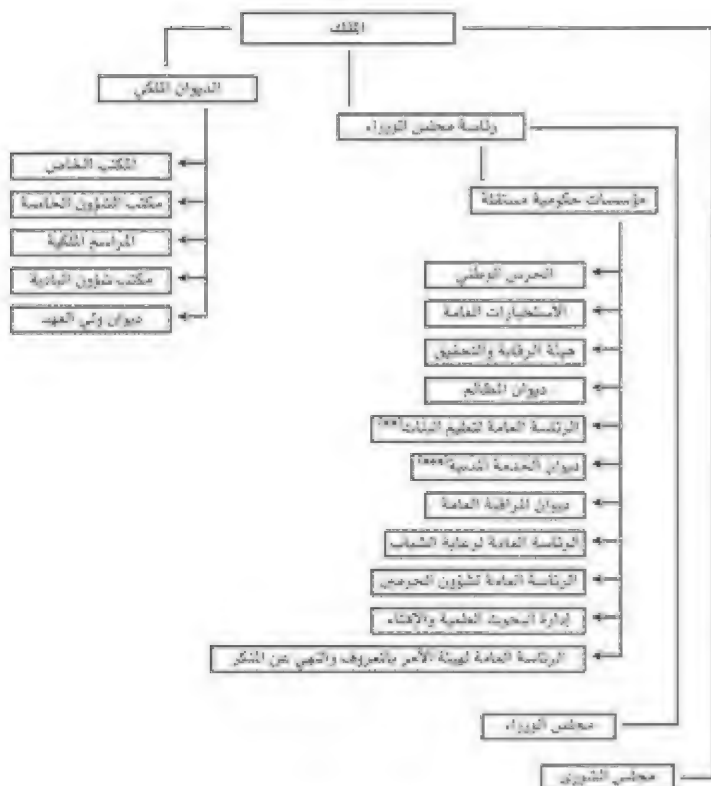 الملك
الديوان الملكي
رئاسة مجلس الوزراء
المكتب الخاص
مكتب الشؤون الخاصة
المراسم الملكية
مكتب شؤون البادية
ديوان ولي العهد
مؤسسات حكومية مستقلة
الحرس الوطني
الاستخبارات العامة
هيئة الرقابة والتحقيق
ديوان المظالم
الرئاسة العامة لتعليم البنات(**)
ديوان الخدمة المدنية(***)
ديوان المراقبة العامة
الرئاسة العامة لرعاية الشباب
الرئاسة العامة لشؤون الحرمين
إدارة البحوث العلمية والإفتاء
الرئاسة العامة لهيئة الأمر بالمعروف والنهي عن المنكر
مجلس الوزراء
مجلس الشورى